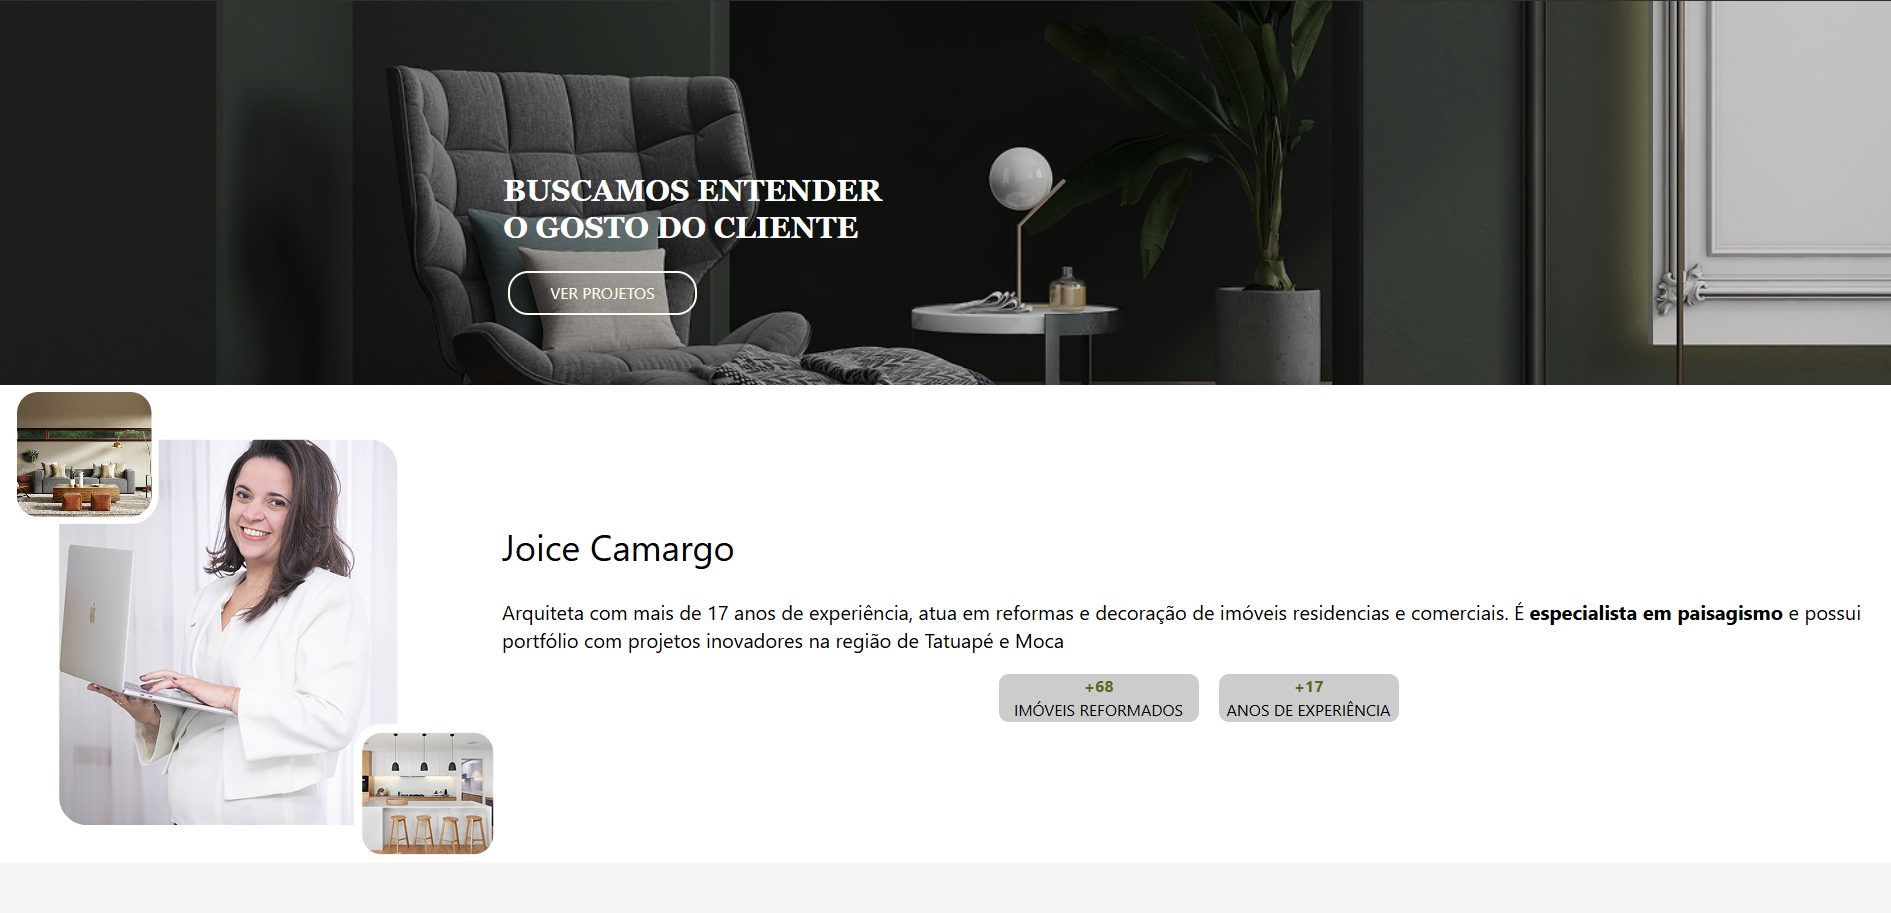 BUSCAMOS ENTENDER
O GOSTO DO CLIENTE
VER PROJETOS
Joice Camargo
Arquiteta com mais de 17 anos de experiência, atua em reformas e decoração de imóveis residencias e comerciais. É especialista em paisagismo e possui
portfólio com projetos inovadores na região de Tatuapé e Moca
+68
IMÓVEIS REFORMADOS
+17
ANOS DE EXPERIÊNCIA